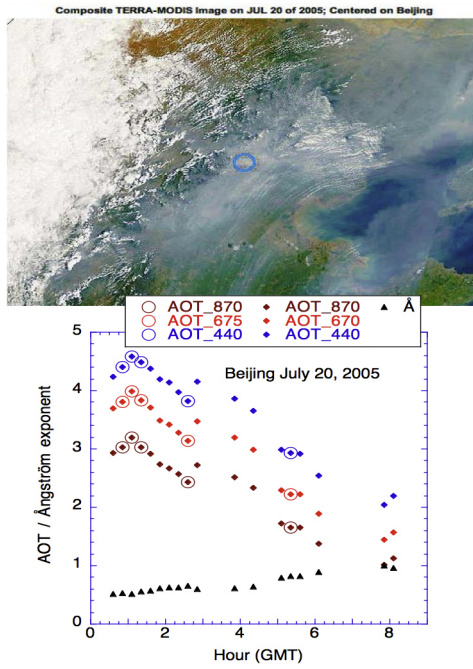 Composite TERRA-MODIS Image on JUL 20 of 2005; Centered on Beijing
AOT_870 AOT_870 Å
AOT_675 AOT_670
AOT_440 AOT_440
Beijing July 20, 2005
AOT / Ångström exponent
5
4
3
2
1
0
0 2 4 6 8
Hour (GMT)